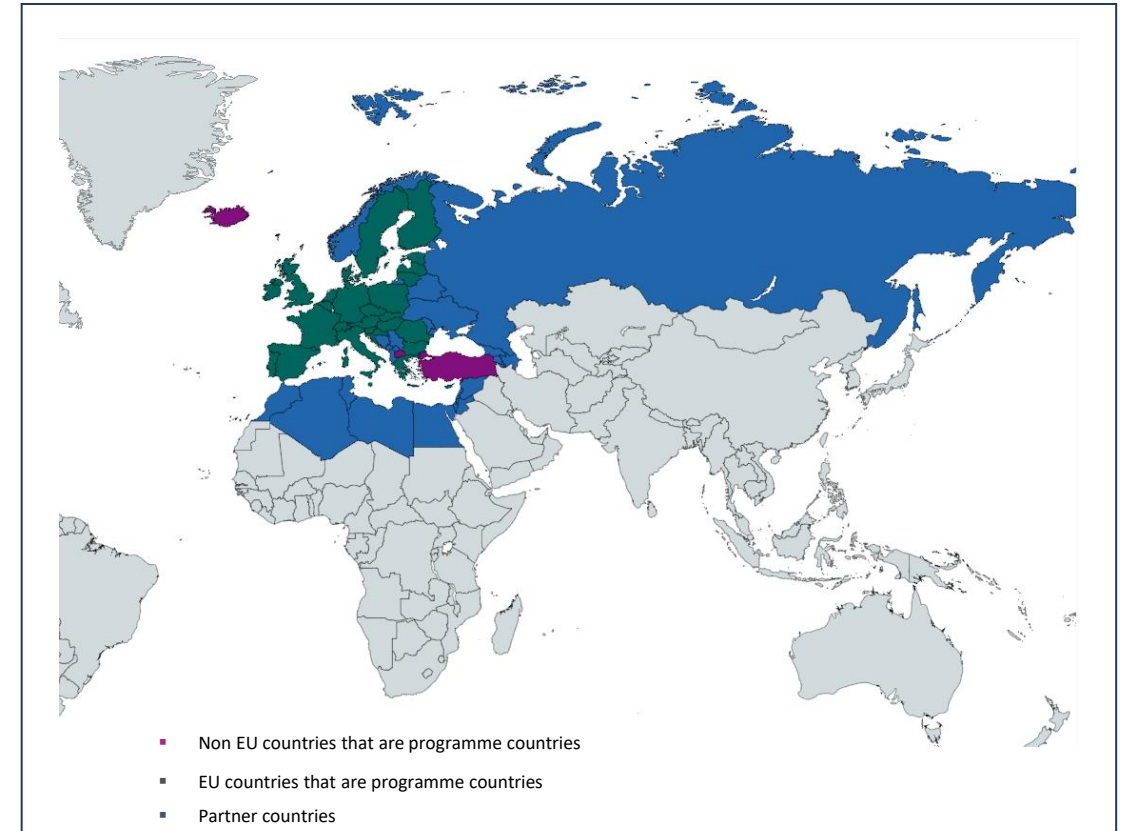 Non EU countries that are programme countries
EU countries that are programme countries
Partner countries